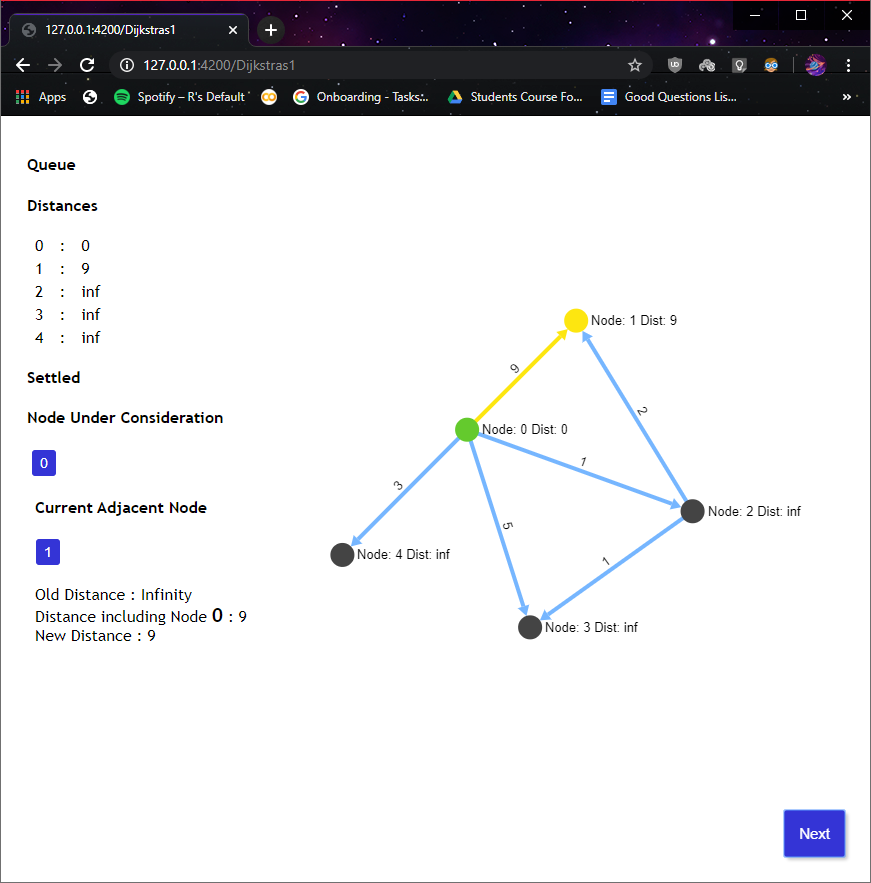 127.0.0.1:4200/Dijkstras1
127.0.0.1:4200/Dijkstras1
Apps
Spotify – R's Default
Onboarding - Tasks:...
Students Course Fo...
Good Questions Lis...
»
Queue
Distances
0 : 0
1 : 9
2 : inf
3 : inf
4 : inf
Settled
Node Under Consideration
0
Current Adjacent Node
1
Old Distance : Infinity
Distance including Node 0 : 9
New Distance : 9
Node: 1 Dist: 9
9
2
Node: 0 Dist: 0
1
3
Node: 2 Dist: inf
5
Node: 4 Dist: inf
1
Node: 3 Dist: inf
Next